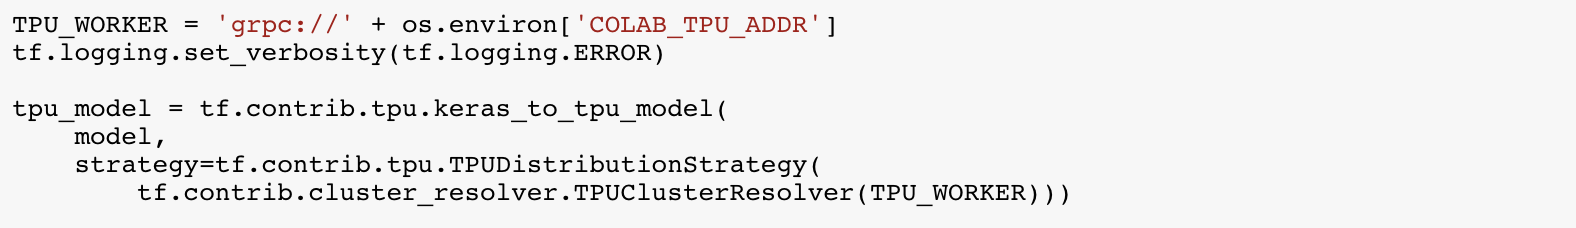 TPU_WORKER = 'grpc://' + os.environ['COLAB_TPU_ADDR']
tf.logging.set_verbosity(tf.logging.ERROR)

tpu_model = tf.contrib.tpu.keras_to_tpu_model(
    model,
    strategy=tf.contrib.tpu.TPUDistributionStrategy(
        tf.contrib.cluster_resolver.TPUClusterResolver(TPU_WORKER)))